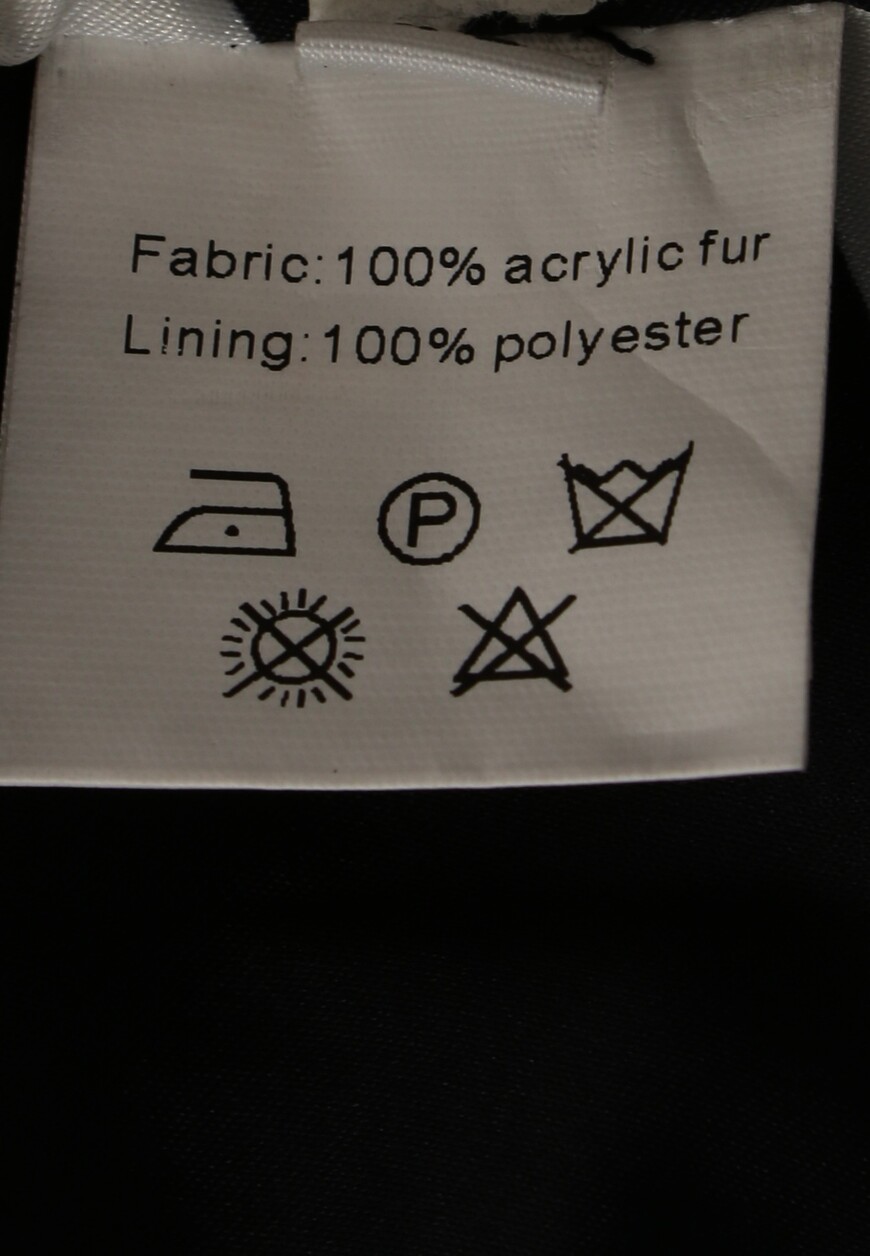 Fabric:100% acrylic fur
Lining:100% polyester
P